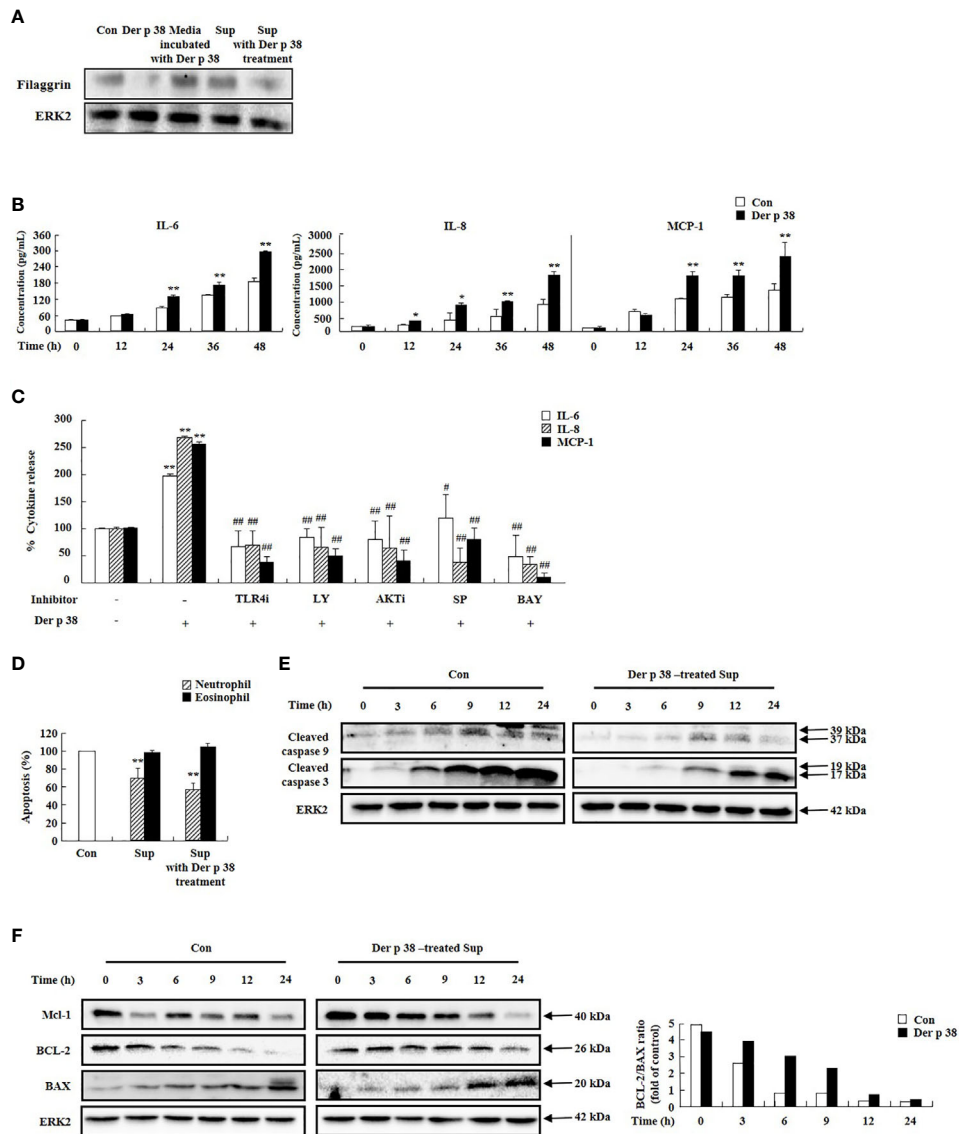 A
Con Der p 38 Media Sup Sup
incubated with Der p 38
with Der p 38 treatment
Filaggrin
ERK2
B
Con
Der p 38
IL-6 IL-8 MCP-1
Concentration (pg/mL)
360
300
240
180
120
60
0
Concentration (pg/mL)
3000
2500
2000
1500
1000
500
0
** ** **
* * ** **
** ** **
Time (h) 0 12 24 36 48 0 12 24 36 48 0 12 24 36 48
C
IL-6
IL-8
MCP-1
% Cytokine release
300
250
200
150
100
50
0
** ** **
## ## ##
## ## ##
## ## ##
# ## ##
## ## ##
Inhibitor - - TLR4i LY AKTi SP BAY
Der p 38 - + + + + + +
D
Neutrophil
Eosinophil
Apoptosis (%)
120
100
80
60
40
20
0
** **
Con Sup Sup
with Der p 38
treatment
E
Con Der p 38 –treated Sup
Time (h) 0 3 6 9 12 24 0 3 6 9 12 24
Cleaved
caspase 9
39 kDa
37 kDa
Cleaved
caspase 3
19 kDa
17 kDa
ERK2 42 kDa
F
Con Der p 38 –treated Sup
Time (h) 0 3 6 9 12 24 0 3 6 9 12 24
Mcl-1 40 kDa
BCL-2 26 kDa
BAX 20 kDa
ERK2 42 kDa
Con
Der p 38
BCL-2/BAX ratio
(fold of control)
5
4
3
2
1
0
Time (h) 0 3 6 9 12 24